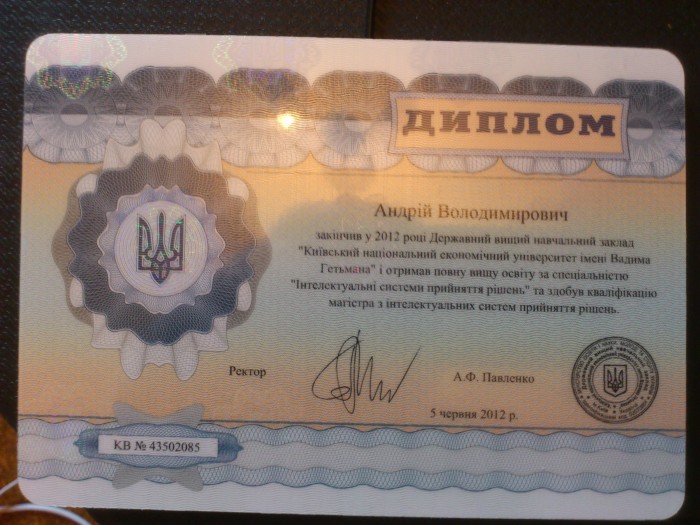 ДИПЛОМ
Андрій Володимирович
закінчив у 2012 році Державний вищий навчальний заклад
"Київський національний економічний університет імені Вадима
Гетьмана" і отримав повну вищу освіту за спеціальністю
"Інтелектуальні системи прийняття рішень" та здобув кваліфікацію
магістра з інтелектуальних систем прийняття рішень.
Ректор
А.Ф. Павленко
5 червня 2012 р.
КВ № 43502085